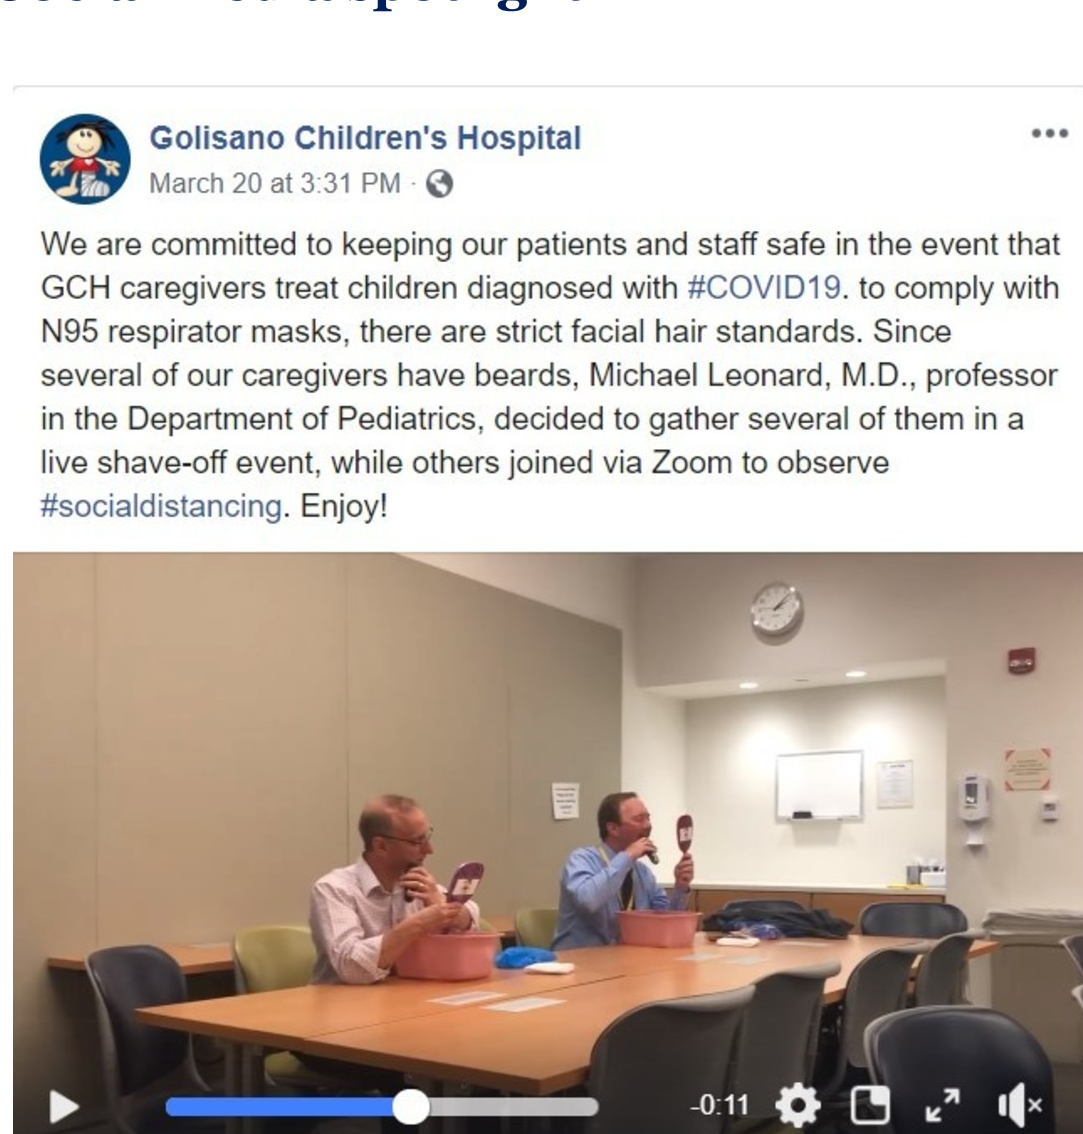 Golisano Children's Hospital
March 20 at 3:31 PM ·
We are committed to keeping our patients and staff safe in the event that
GCH caregivers treat children diagnosed with #COVID19. to comply with
N95 respirator masks, there are strict facial hair standards. Since
several of our caregivers have beards, Michael Leonard, M.D., professor
in the Department of Pediatrics, decided to gather several of them in a
live shave-off event, while others joined via Zoom to observe
#socialdistancing. Enjoy!
-0:11